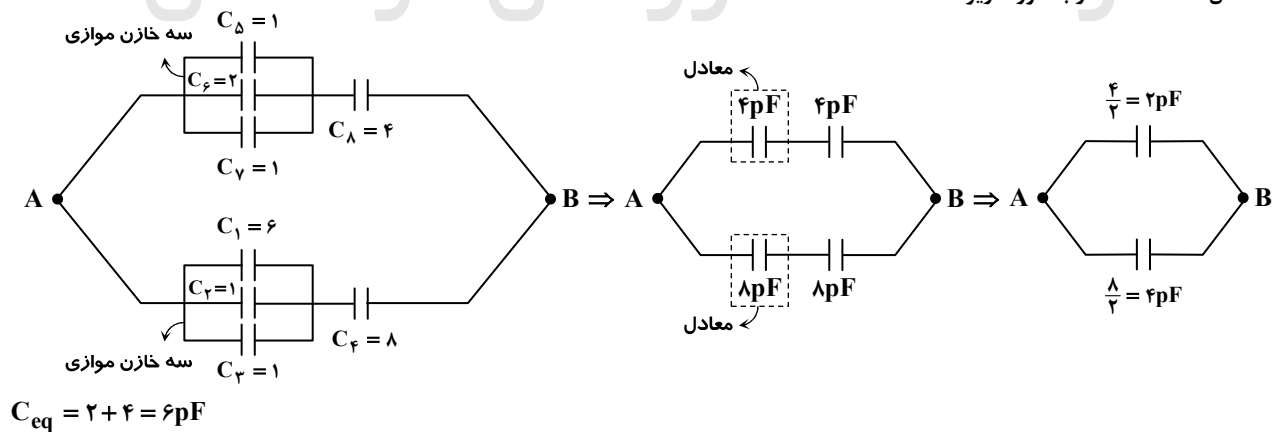 C₅ = ۱
سه خازن موازی
C₆ = ۲
C₈ = ۴
C₇ = ۱
A
B
C₁ = ۶
C₂ = ۱
C₄ = ۸
سه خازن موازی
C₃ = ۱
⇒
معادل
۴pF ۴pF
A
B
۸pF ۸pF
معادل
⇒
۴/۲ = ۲pF
A
B
۸/۲ = ۴pF
C_eq = ۲ + ۴ = ۶pF